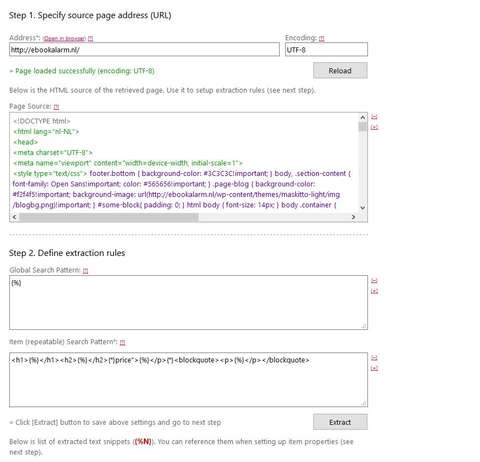 Step 1. Specify source page address (URL)
Address*: (Open in browser) [?]
Encoding: [?]
http://ebookalarm.nl/
UTF-8
» Page loaded successfully (encoding: UTF-8)
Reload
Below is the HTML source of the retrieved page. Use it to setup extraction rules (see next step).
Page Source: [?]
<!DOCTYPE html>
<html lang="nl-NL">
<head>
<meta charset="UTF-8">
<meta name="viewport" content="width=device-width, initial-scale=1">
<style type="text/css"> footer.bottom { background-color: #3C3C3C!important; } body, .section-content {
font-family: Open Sans!important; color: #565656!important; } .page-blog { background-color:
#f2f4f5!important; background-image: url(http://ebookalarm.nl/wp-content/themes/maskitto-light/img
/blogbg.png)!important; } #some-block{ padding: 0; } html body { font-size: 14px; } body .container {
[-]
[+]
Step 2. Define extraction rules
Global Search Pattern: [?]
{%}
[-]
[+]
Item (repeatable) Search Pattern*: [?]
<h1>{%}</h1><h2>{%}</h2>{*}price">{%}</p>{*}<blockquote><p>{%}</p></blockquote>
[-]
[+]
» Click [Extract] button to save above settings and go to next step
Extract
Below is list of extracted text snippets ({%N}). You can reference them when setting up item properties (see
next step).